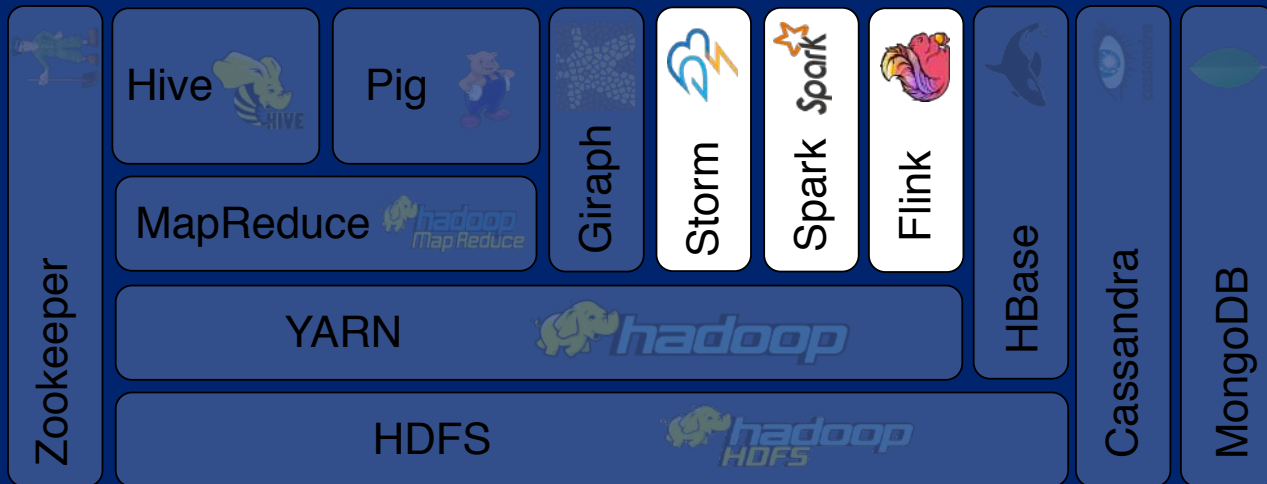 Zookeeper
Hive
HIVE
Pig
MapReduce
hadoop
Map Reduce
Giraph
Storm
Spark
Spark
Flink
YARN
hadoop
HDFS
hadoop
HDFS
HBase
Cassandra
cassandra
MongoDB